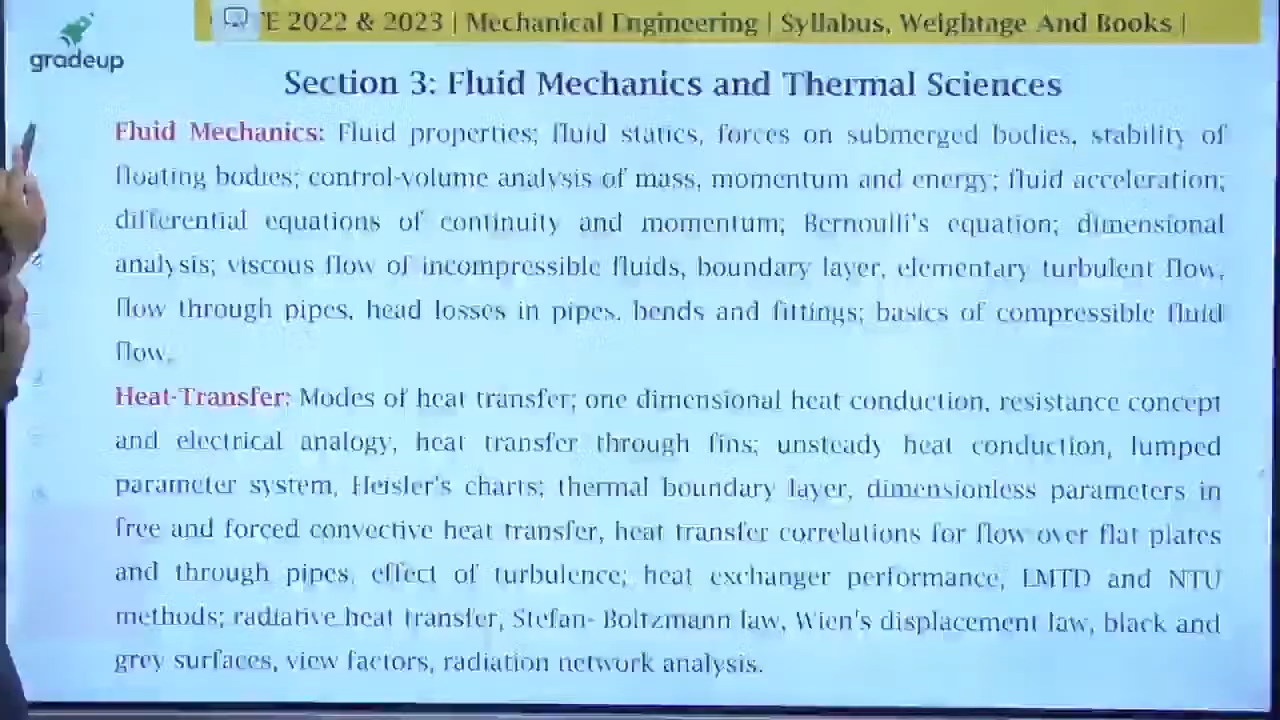 TE 2022 & 2023 | Mechanical Engineering | Syllabus, Weightage And Books |
gradeup
Section 3: Fluid Mechanics and Thermal Sciences
Fluid Mechanics: Fluid properties; fluid statics, forces on submerged bodies, stability of
floating bodies; control-volume analysis of mass, momentum and energy; fluid acceleration;
differential equations of continuity and momentum; Bernoulli's equation; dimensional
analysis; viscous flow of incompressible fluids, boundary layer, elementary turbulent flow,
flow through pipes, head losses in pipes, bends and fittings; basics of compressible fluid
flow.
Heat-Transfer: Modes of heat transfer; one dimensional heat conduction, resistance concept
and electrical analogy, heat transfer through fins; unsteady heat conduction, lumped
parameter system, Heisler's charts; thermal boundary layer, dimensionless parameters in
free and forced convective heat transfer, heat transfer correlations for flow over flat plates
and through pipes, effect of turbulence; heat exchanger performance, LMTD and NTU
methods; radiative heat transfer, Stefan- Boltzmann law, Wien's displacement law, black and
grey surfaces, view factors, radiation network analysis.